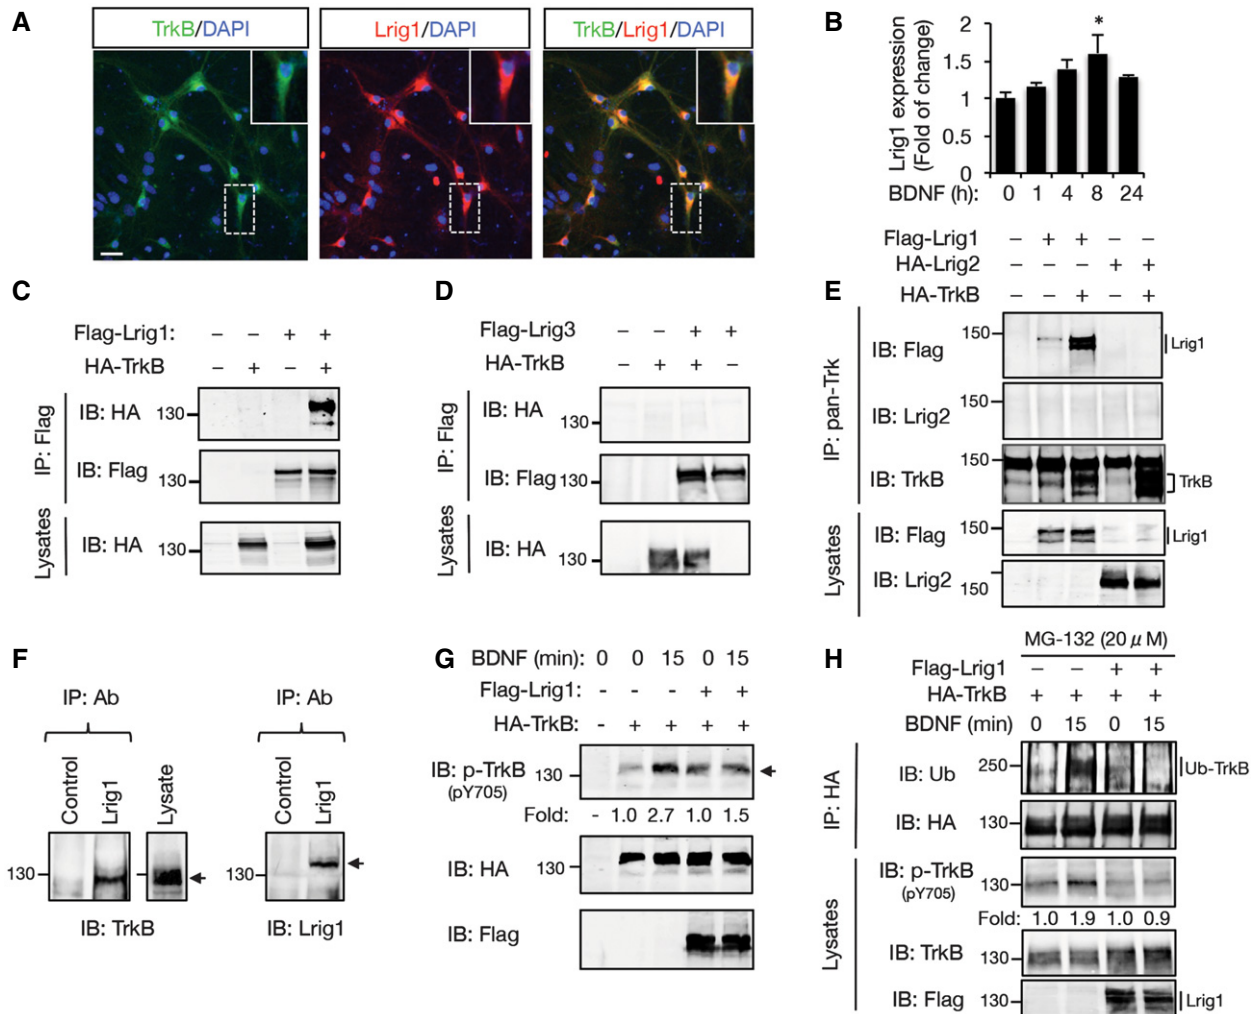 A
TrkB/DAPI
Lrig1/DAPI
TrkB/Lrig1/DAPI
B
Lrig1 expression
(Fold of change)
2
1.5
1
0.5
0
*
BDNF (h): 0 1 4 8 24
C
Flag-Lrig1: – – + +
HA-TrkB – + – +
IP: Flag
IB: HA 130
IB: Flag 130
Lysates
IB: HA 130
D
Flag-Lrig3 – – + +
HA-TrkB – + + –
IP: Flag
IB: HA 130
IB: Flag 130
Lysates
IB: HA 130
E
Flag-Lrig1 – + + – –
HA-Lrig2 – – – + +
HA-TrkB – – + – +
IP: pan-Trk
IB: Flag 150 Lrig1
IB: Lrig2 150
IB: TrkB 150 TrkB
Lysates
IB: Flag 150 Lrig1
IB: Lrig2 150
F
IP: Ab
Control
Lrig1
Lysate
130
IB: TrkB
IP: Ab
Control
Lrig1
130
IB: Lrig1
G
BDNF (min): 0 0 15 0 15
Flag-Lrig1: - - - + +
HA-TrkB: - + + + +
IB: p-TrkB 130
(pY705)
Fold: - 1.0 2.7 1.0 1.5
IB: HA 130
IB: Flag
H
MG-132 (20 μ M)
Flag-Lrig1 – – + +
HA-TrkB + + + +
BDNF (min) 0 15 0 15
IP: HA
IB: Ub 250 Ub-TrkB
IB: HA 130
Lysates
IB: p-TrkB 130
(pY705)
Fold: 1.0 1.9 1.0 0.9
IB: TrkB 130
IB: Flag 130 Lrig1